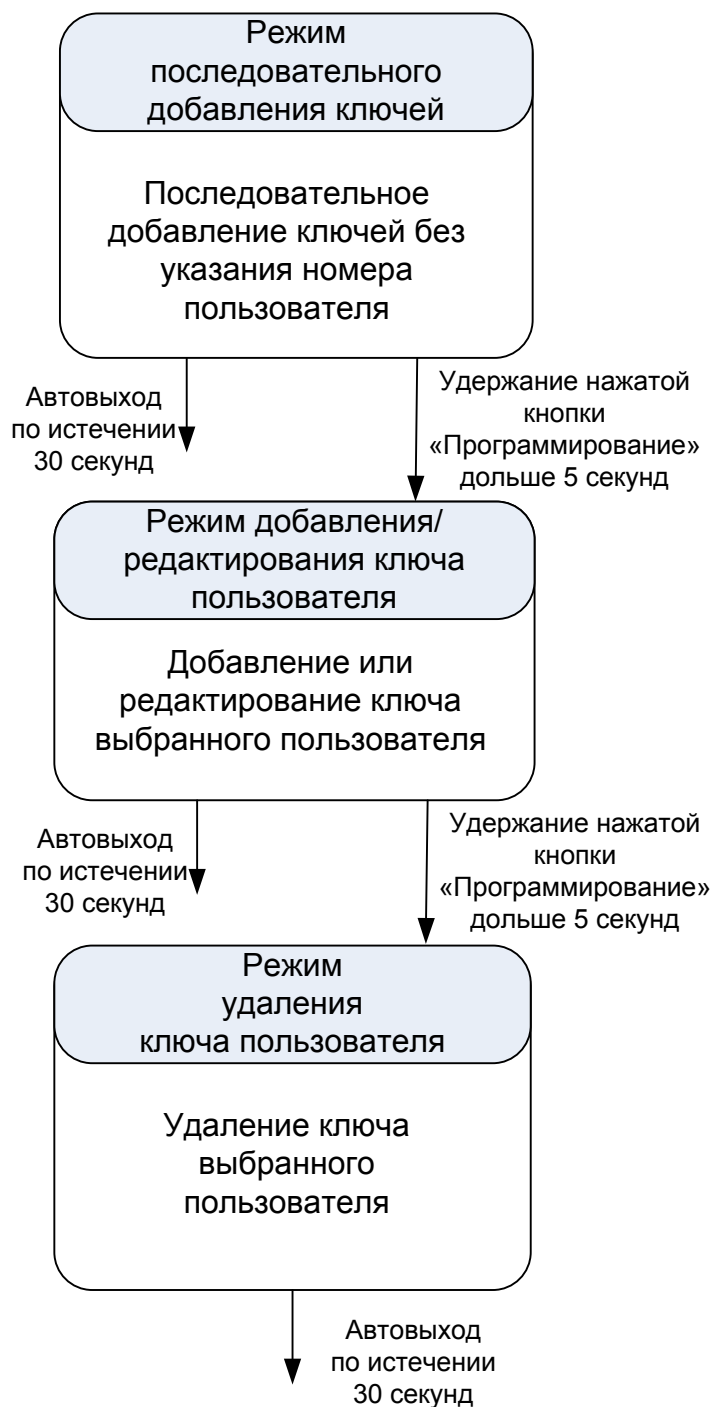 Режим
последовательного
добавления ключей
Последовательное
добавление ключей без
указания номера
пользователя
Автовыход
по истечении
30 секунд
Удержание нажатой
кнопки
«Программирование»
дольше 5 секунд
Режим добавления/
редактирования ключа
пользователя
Добавление или
редактирование ключа
выбранного пользователя
Автовыход
по истечении
30 секунд
Удержание нажатой
кнопки
«Программирование»
дольше 5 секунд
Режим
удаления
ключа пользователя
Удаление ключа
выбранного
пользователя
Автовыход
по истечении
30 секунд